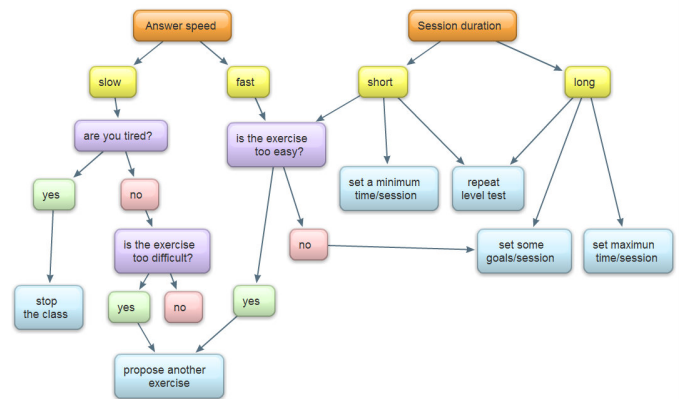 Answer speed
Session duration
slow
fast
short
long
are you tired?
is the exercise
too easy?
yes
no
set a minimum
time/session
repeat
level test
is the exercise
too difficult?
no
set some
goals/session
set maximun
time/session
stop
the class
yes
no
yes
propose another
exercise